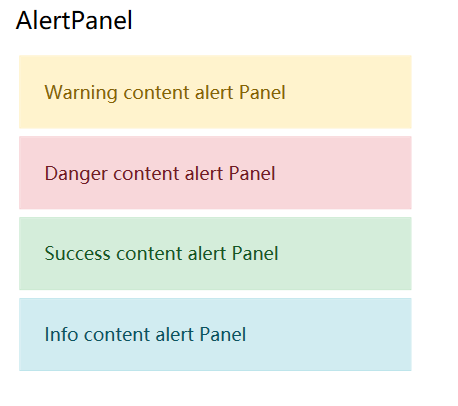 AlertPanel
Warning content alert Panel
Danger content alert Panel
Success content alert Panel
Info content alert Panel